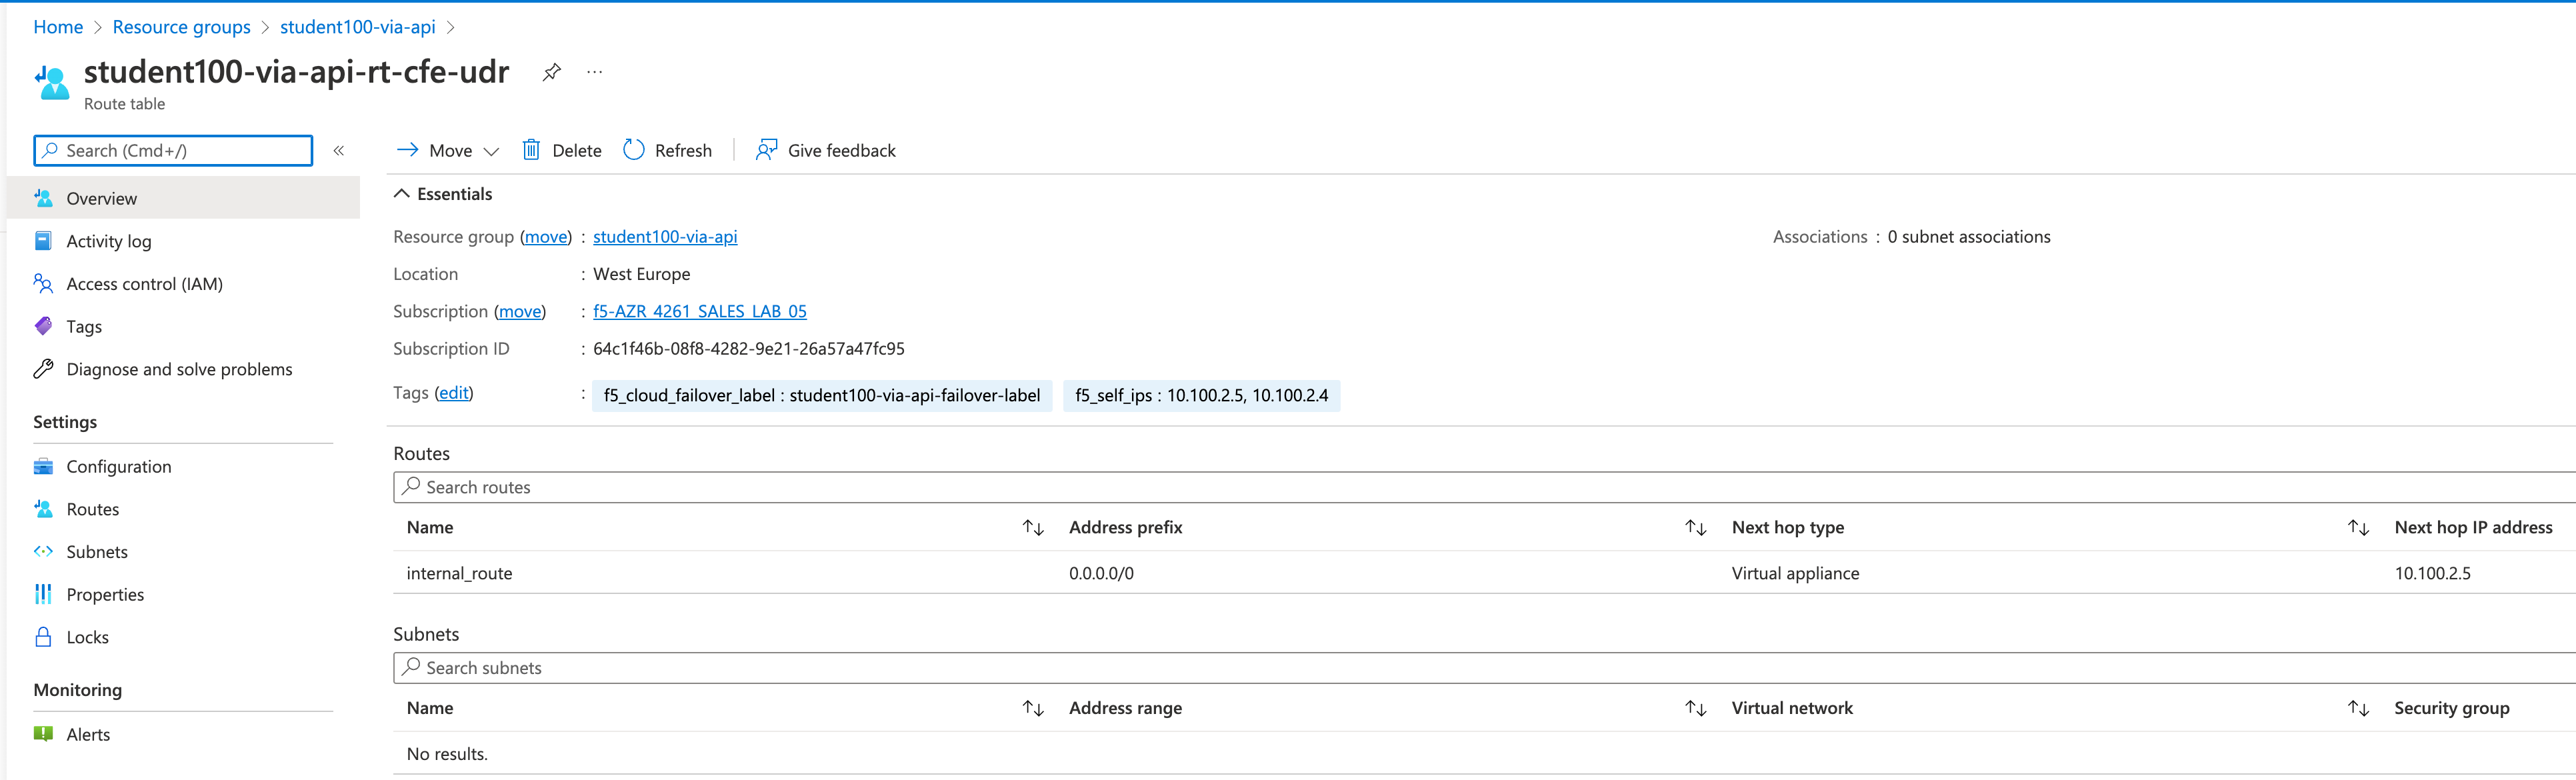 Home > Resource groups > student100-via-api >
student100-via-api-rt-cfe-udr ...
Route table
Search (Cmd+/) «
Move Delete Refresh Give feedback
Overview
Activity log
Access control (IAM)
Tags
Diagnose and solve problems
Settings
Configuration
Routes
Subnets
Properties
Locks
Monitoring
Alerts
Essentials
Resource group (move) : student100-via-api
Associations : 0 subnet associations
Location : West Europe
Subscription (move) : f5-AZR_4261_SALES_LAB_05
Subscription ID : 64c1f46b-08f8-4282-9e21-26a57a47fc95
Tags (edit) : f5_cloud_failover_label : student100-via-api-failover-label f5_self_ips : 10.100.2.5, 10.100.2.4
Routes
Search routes
Name Address prefix Next hop type Next hop IP address
internal_route 0.0.0.0/0 Virtual appliance 10.100.2.5
Subnets
Search subnets
Name Address range Virtual network Security group
No results.